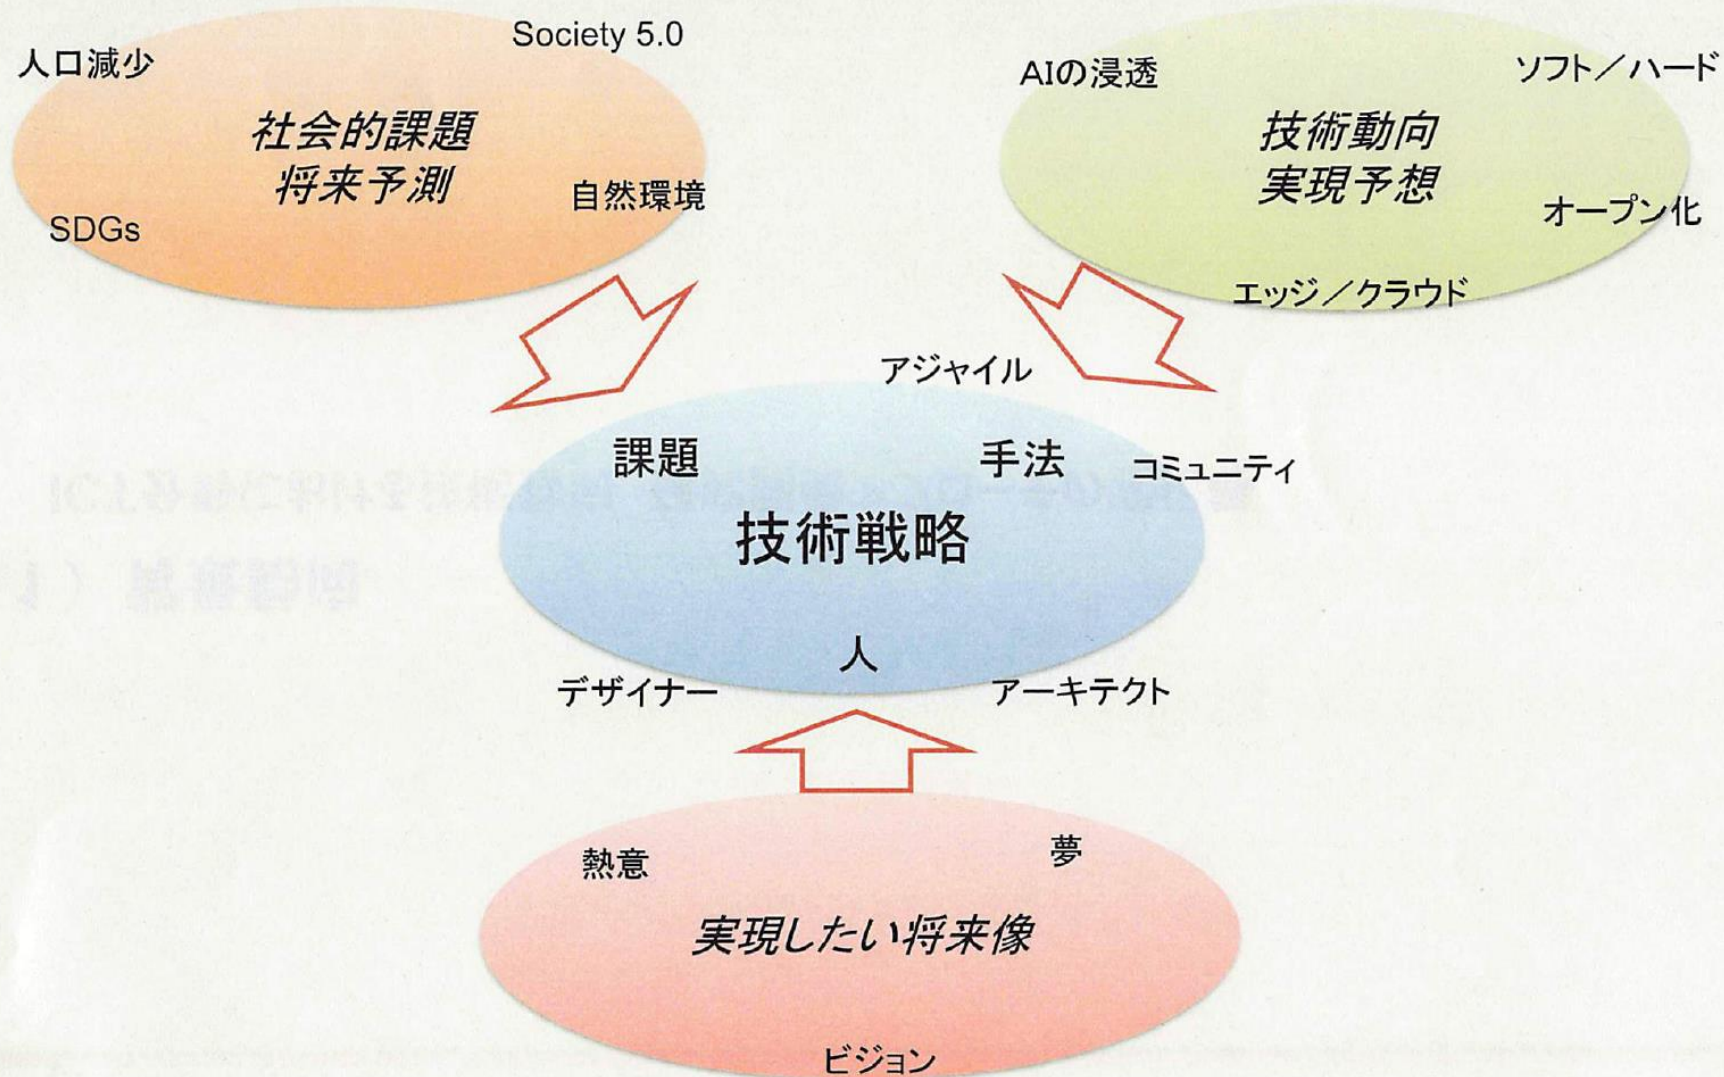 Society 5.0
人口減少
社会的課題
将来予測
自然環境
SDGs
AIの浸透
ソフト／ハード
技術動向
実現予想
オープン化
エッジ／クラウド
アジャイル
課題
手法
コミュニティ
技術戦略
人
デザイナー
アーキテクト
熱意
夢
実現したい将来像
ビジョン